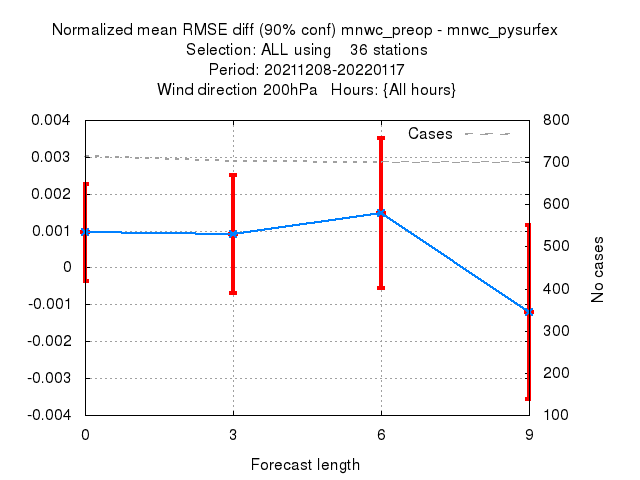 Normalized mean RMSE diff (90% conf) mnwc_preop - mnwc_pysurfex
Selection: ALL using 36 stations
Period: 20211208-20220117
Wind direction 200hPa Hours: {All hours}
Cases
0.004
0.003
0.002
0.001
0
-0.001
-0.002
-0.003
-0.004
800
700
600
500
400
300
200
100
No cases
0 3 6 9
Forecast length